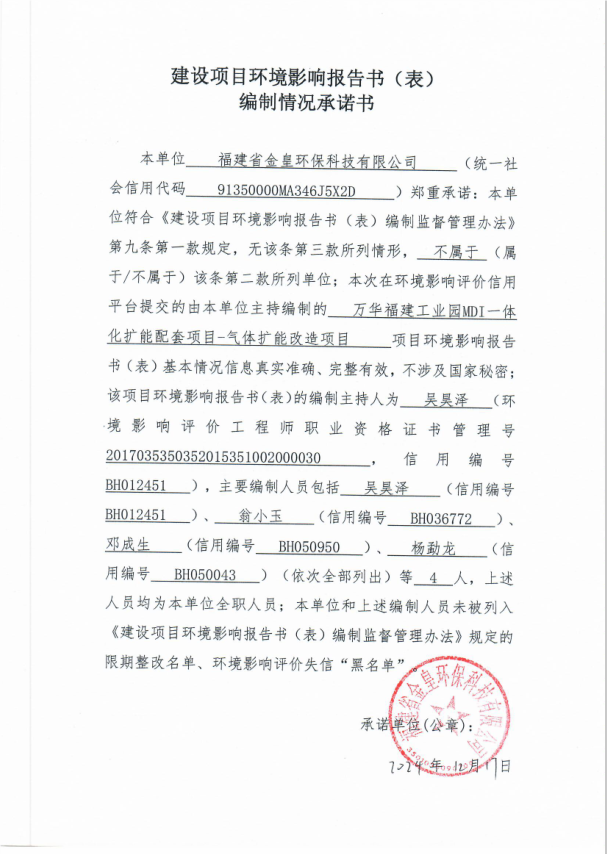 建设项目环境影响报告书（表）
编制情况承诺书
本单位 福建省金皇环保科技有限公司 （统一社
会信用代码 91350000MA346J5X2D ）郑重承诺：本单
位符合《建设项目环境影响报告书（表）编制监督管理办法》
第九条第一款规定，无该条第三款所列情形， 不属于 （属
于/不属于）该条第二款所列单位；本次在环境影响评价信用
平台提交的由本单位主持编制的 万华福建工业园MDI一体
化扩能配套项目-气体扩能改造项目 项目环境影响报告
书（表）基本情况信息真实准确、完整有效，不涉及国家秘密；
该项目环境影响报告书（表）的编制主持人为 吴昊泽 （环
境影响评价工程师职业资格证书管理号
2017035350352015351002000030 ， 信用编号
BH012451 ），主要编制人员包括 吴昊泽 （信用编号
BH012451 ）、 翁小玉 （信用编号 BH036772 ）、
邓成生 （信用编号 BH050950 ）、 杨勐龙 （信
用编号 BH050043 ）（依次全部列出）等 4 人，上述
人员均为本单位全职人员；本单位和上述编制人员未被列入
《建设项目环境影响报告书（表）编制监督管理办法》规定的
限期整改名单、环境影响评价失信“黑名单”。
福建省金皇环保科技有限公司
承诺单位(公章)：
2024年12月17日